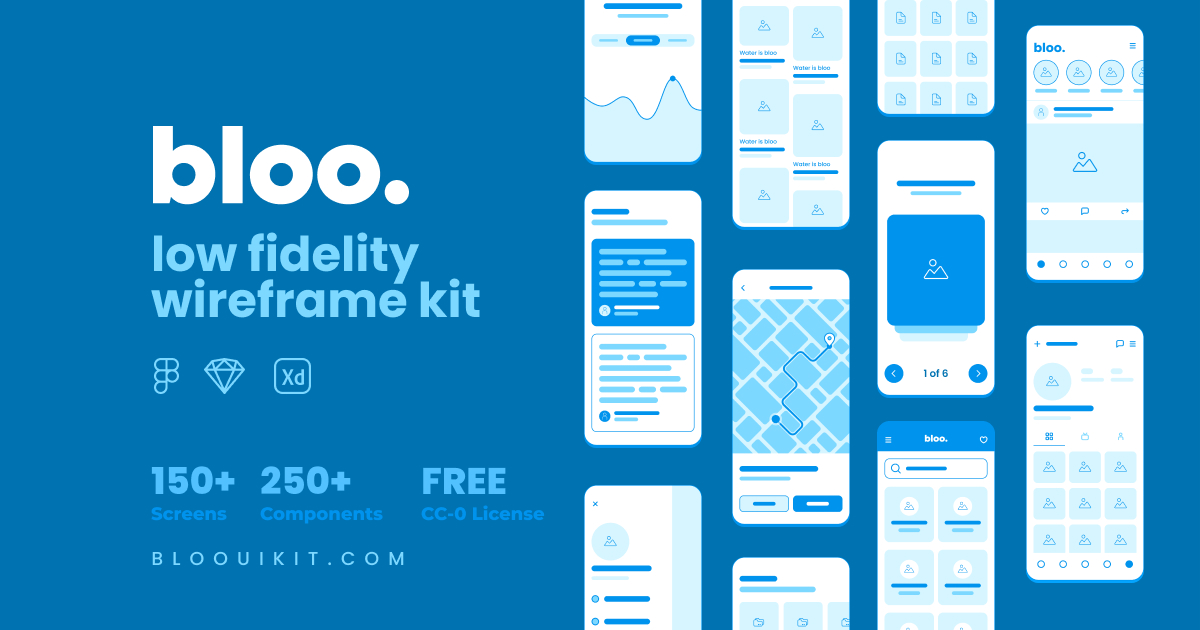 bloo.
low fidelity
wireframe kit
Xd
150+ 250+ FREE
Screens Components CC-0 License
BLOOUIKIT.COM
Water is bloo
Water is bloo
Water is bloo
Water is bloo
1 of 6
bloo.
bloo.